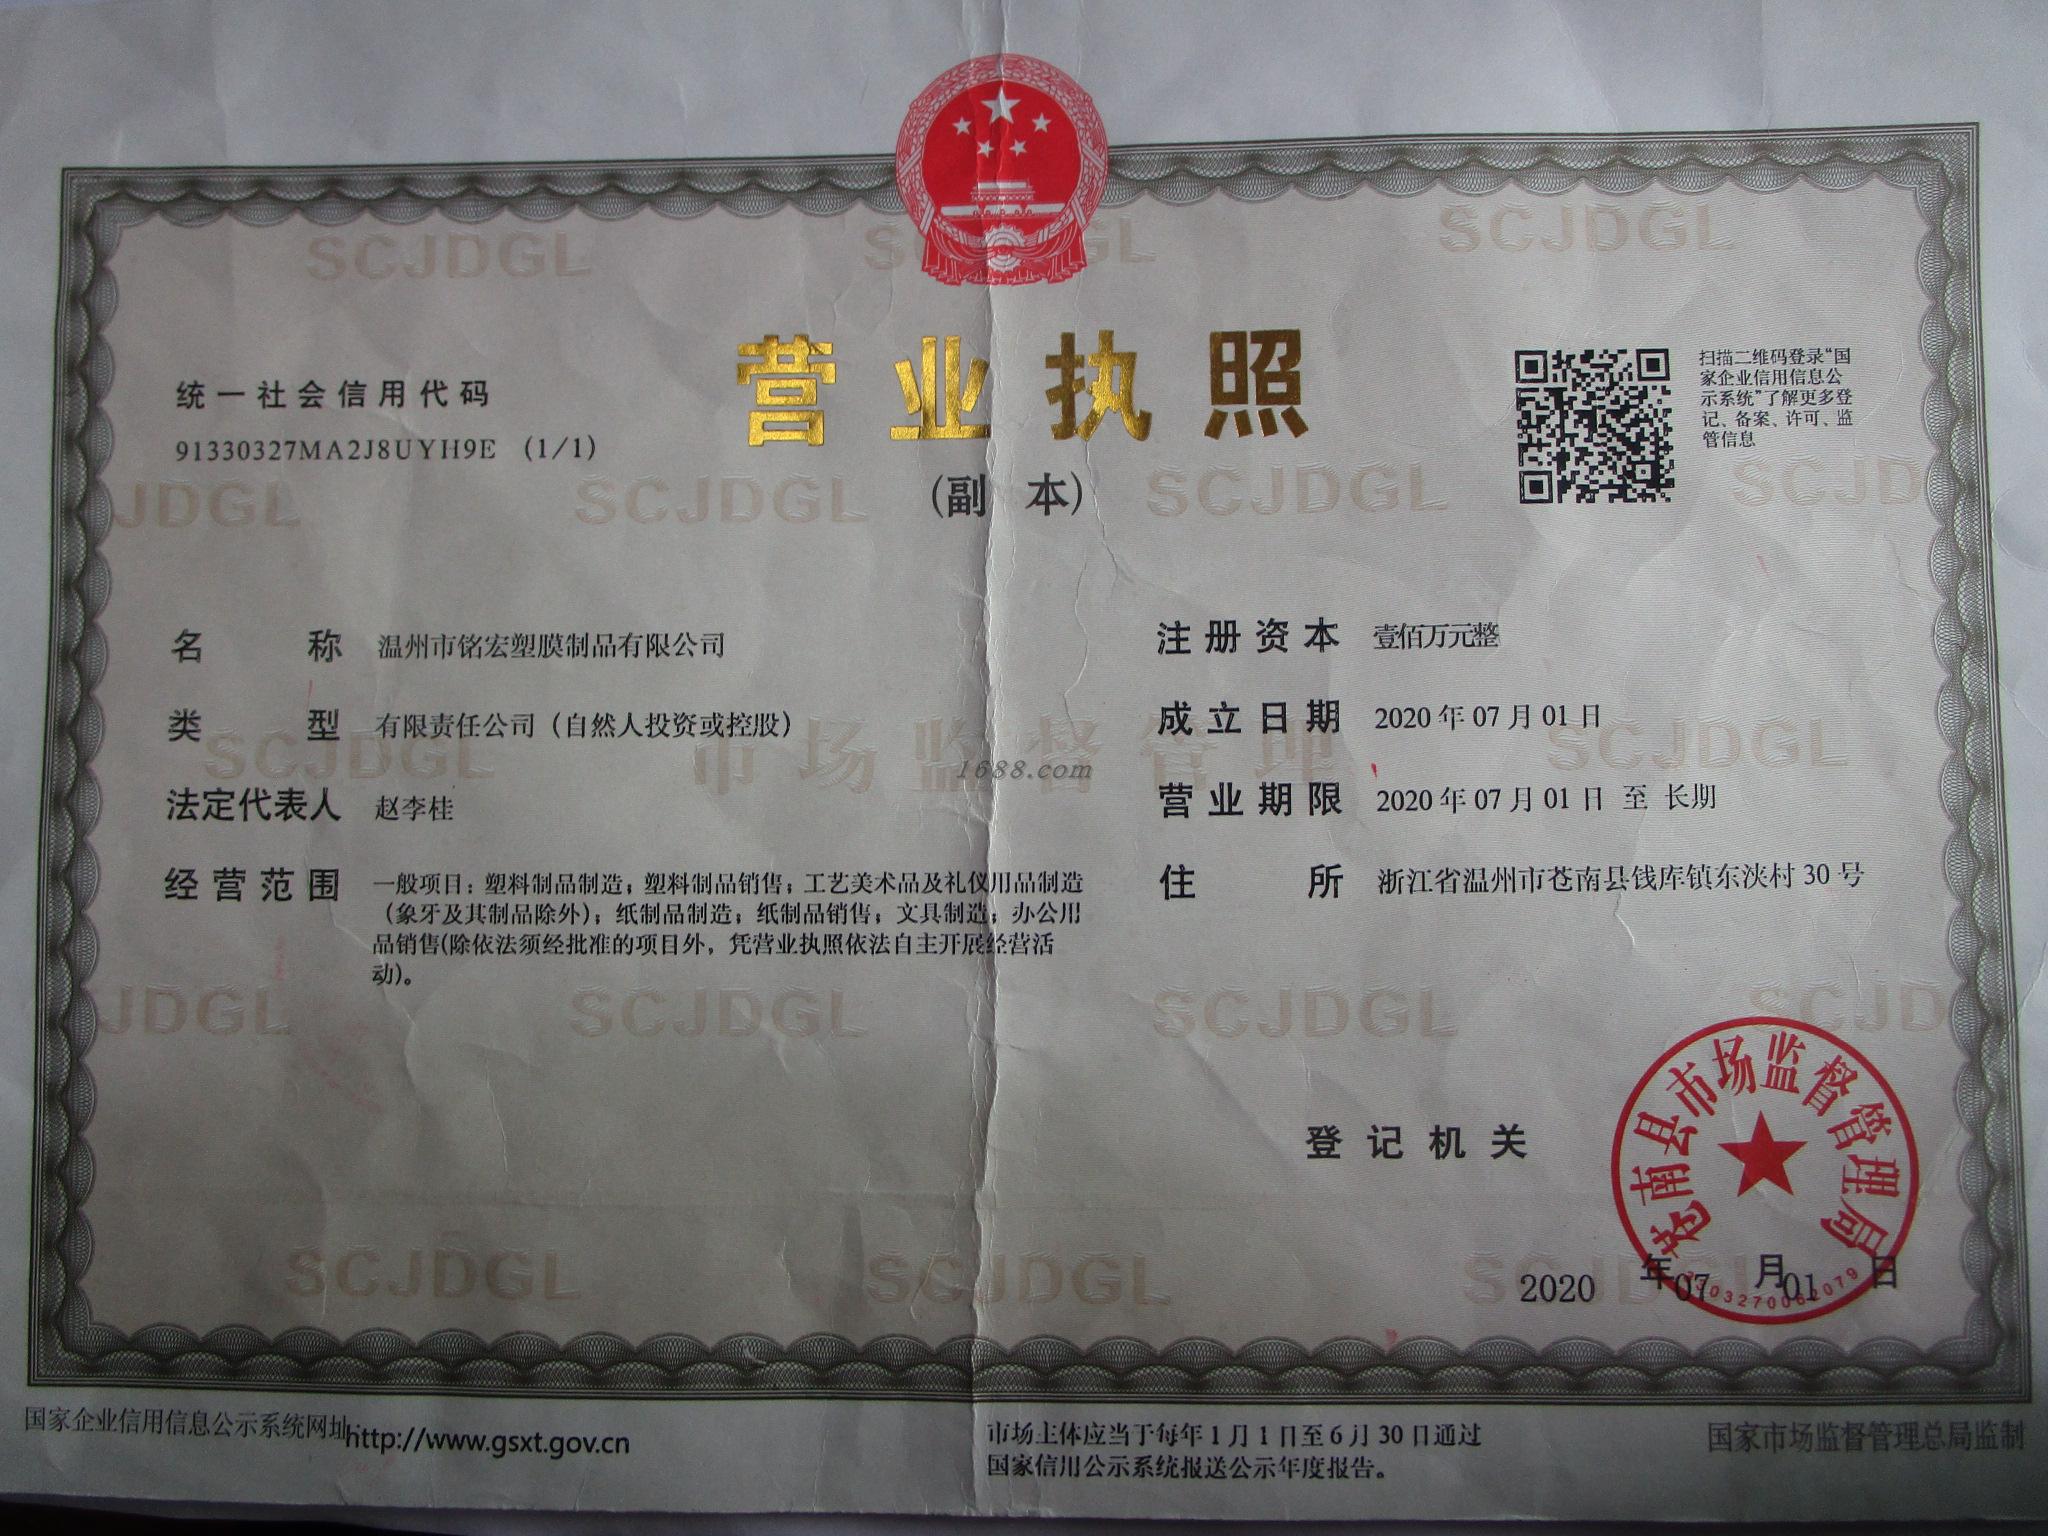 营业执照
(副 本)
统一社会信用代码
91330327MA2J8UYH9E (1/1)
扫描二维码登录“国
家企业信用信息公
示系统”了解更多登
记、备案、许可、监
管信息
名 称 温州市铭宏塑膜制品有限公司
类 型 有限责任公司（自然人投资或控股）
法定代表人 赵李桂
经营范围 一般项目：塑料制品制造；塑料制品销售；工艺美术品及礼仪用品制造
（象牙及其制品除外）；纸制品制造；纸制品销售；文具制造；办公用
品销售(除依法须经批准的项目外，凭营业执照依法自主开展经营活
动)。
注册资本 壹佰万元整
成立日期 2020年07月01日
营业期限 2020年07月01日 至 长期
住 所 浙江省温州市苍南县钱库镇东浃村30号
登记机关
苍南县市场监督管理局
2020 年07 月01 日
SCJDGL
市场监督管理
1688.com
国家企业信用信息公示系统网址http://www.gsxt.gov.cn
市场主体应当于每年1月1日至6月30日通过
国家信用公示系统报送公示年度报告。
国家市场监督管理总局监制